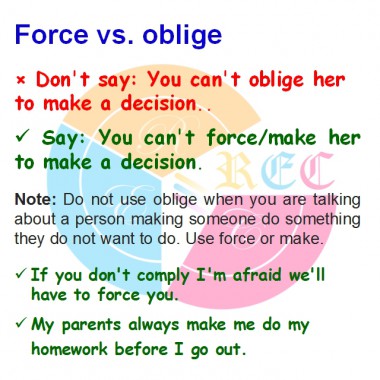 Force vs. oblige
× Don't say: You can't oblige her
to make a decision..
✓ Say: You can't force/make her
to make a decision.
REC
Note: Do not use oblige when you are talking
about a person making someone do something
they do not want to do. Use force or make.
✓ If you don't comply I'm afraid we'll
have to force you.
✓ My parents always make me do my
homework before I go out.